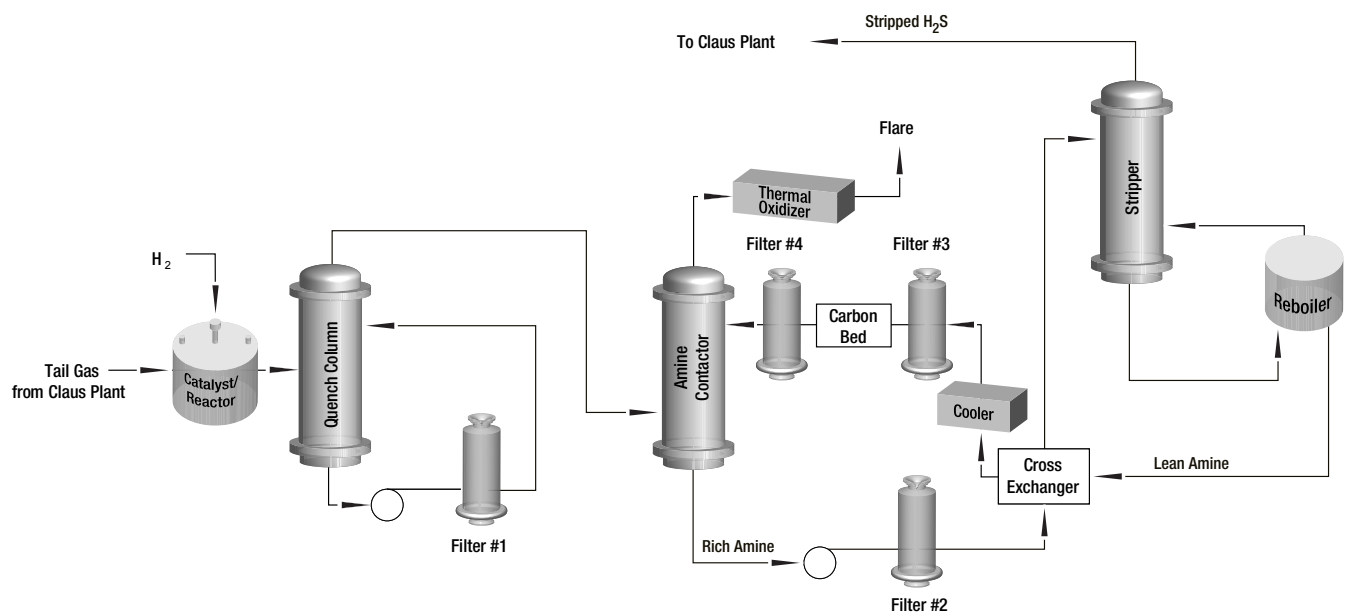 Stripped H₂S
To Claus Plant
Flare
Stripper
Thermal
Oxidizer
Filter #4
Filter #3
H₂
Reboiler
Quench Column
Amine
Contactor
Carbon
Bed
Tail Gas
from Claus Plant
Catalyst/
Reactor
Cooler
Cross
Exchanger
Lean Amine
Filter #1
Rich Amine
Filter #2